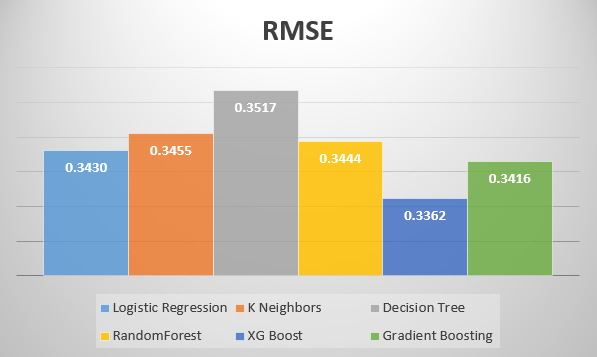 RMSE
0.3430
0.3455
0.3517
0.3444
0.3362
0.3416
Logistic Regression K Neighbors Decision Tree
RandomForest XG Boost Gradient Boosting